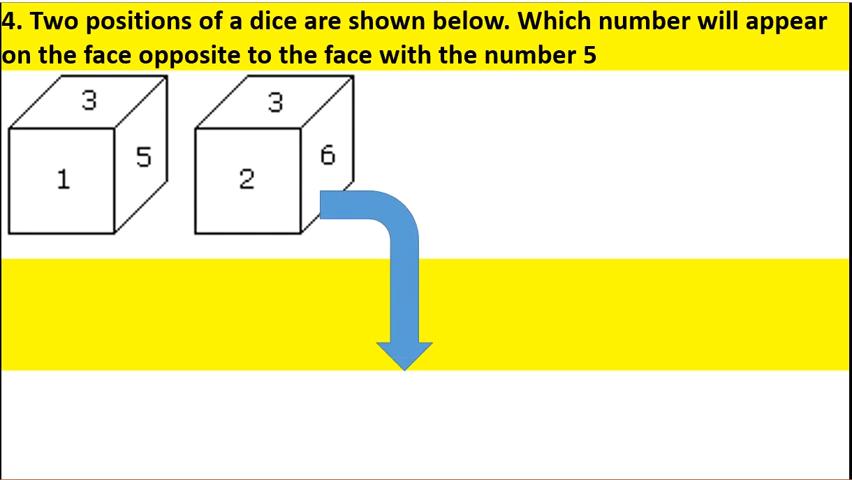 4. Two positions of a dice are shown below. Which number will appear
on the face opposite to the face with the number 5
3 3
5 6
1 2